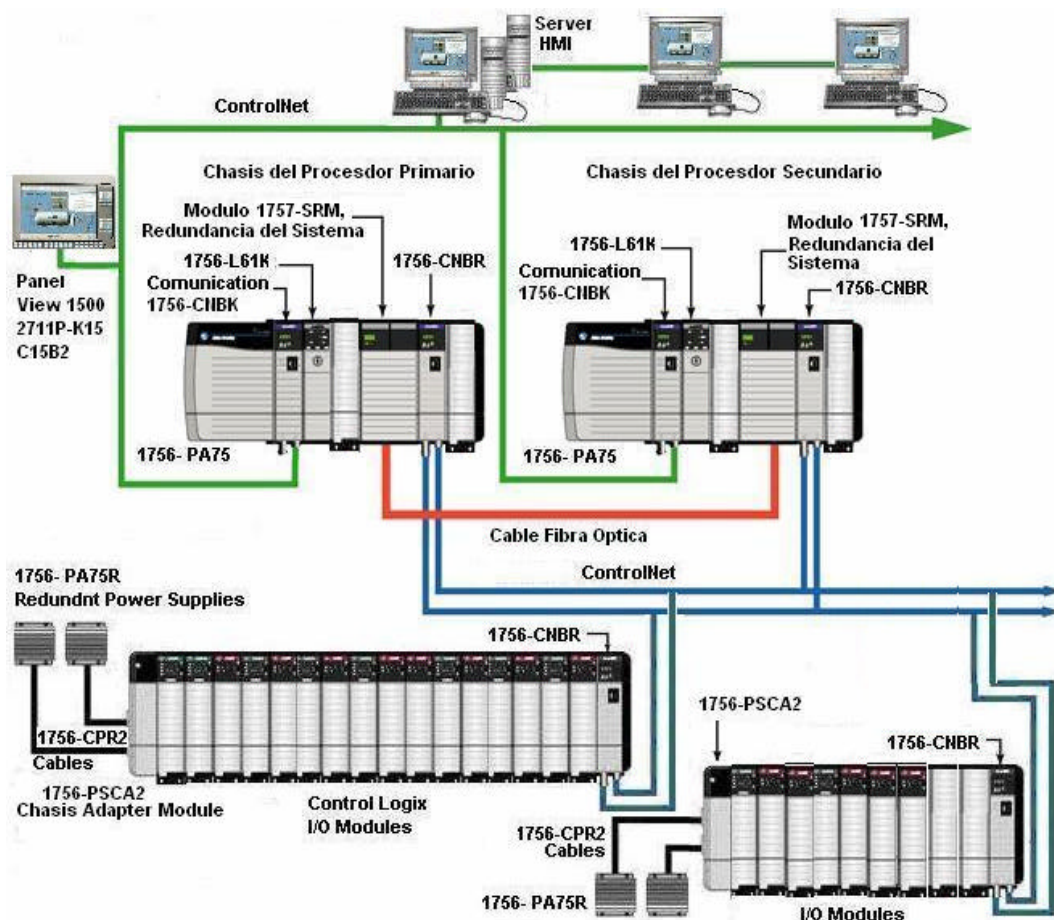 Server
HMI
ControlNet
Chasis del Procesdor Primario
Chasis del Procesdor Secundario
Modulo 1757-SRM,
Redundancia del Sistema
Modulo 1757-SRM,
Redundancia del
Sistema
1756-L61K
1756-CNBR
Comunication
1756-CNBK
1756-L61K
Comunication
1756-CNBK
1756-CNBR
Panel
View 1500
2711P-K15
C15B2
1756- PA75
1756- PA75
Cable Fibra Optica
ControlNet
1756- PA75R
Redundnt Power Supplies
1756-CNBR
1756-PSCA2
1756-CNBR
1756-CPR2
Cables
1756-PSCA2
Chasis Adapter Module
Control Logix
I/O Modules
1756-CPR2
Cables
1756- PA75R
I/O Modules